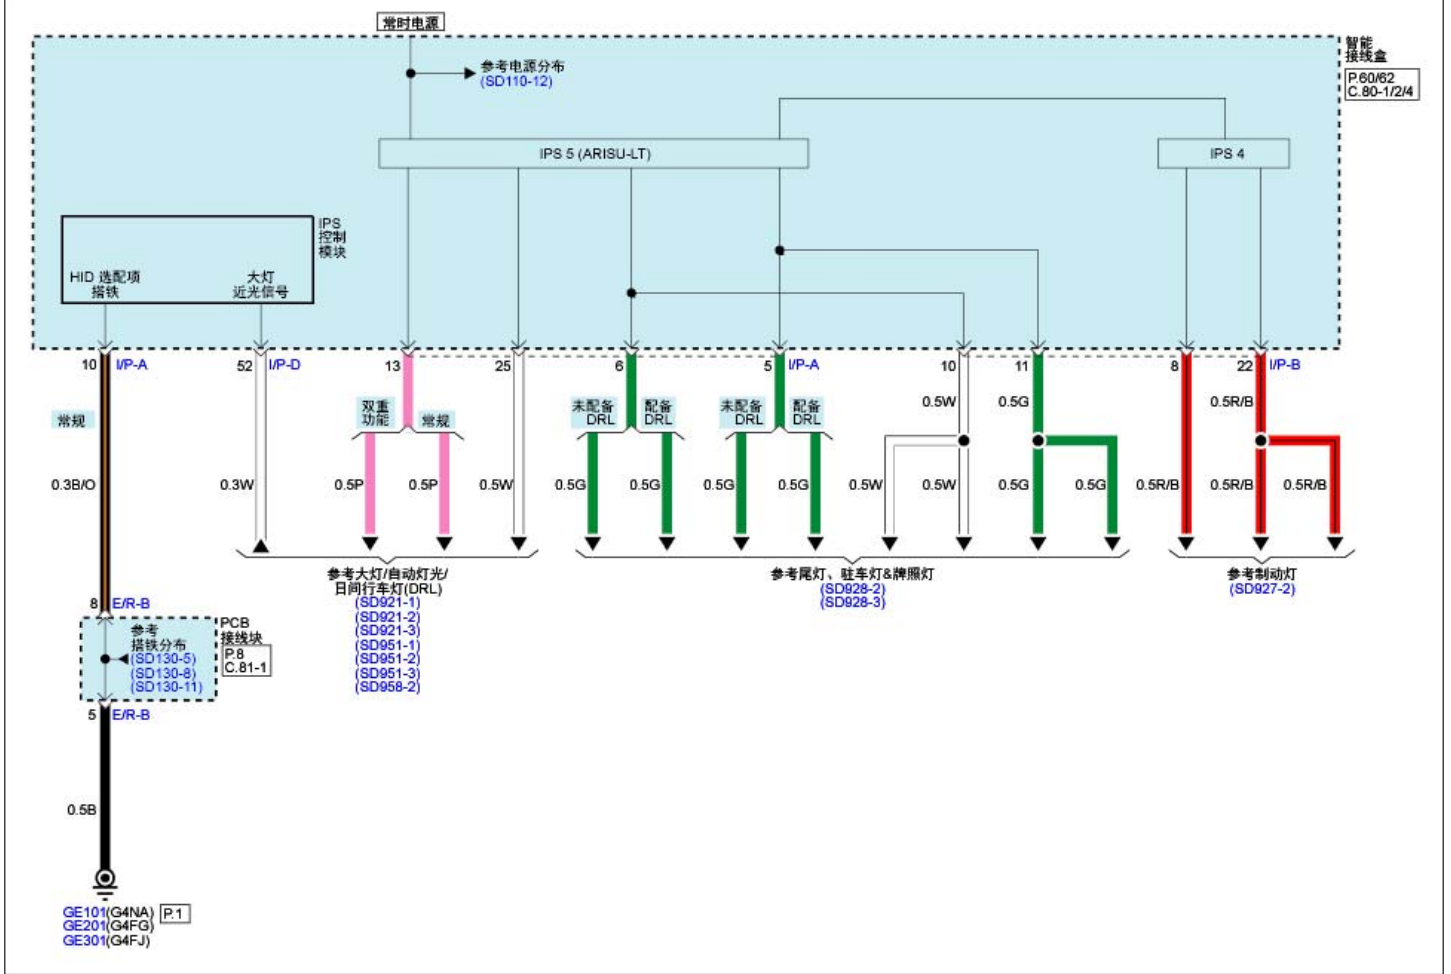 常时电源
智能
接线盒
P.60/62
C.80-1/2/4
参考电源分布
(SD110-12)
IPS 5 (ARISU-LT)
IPS 4
IPS
控制
模块
HID 选配项
搭铁
大灯
近光信号
10 I/P-A
52 I/P-D
13
25
6
5 I/P-A
10
11
8
22 I/P-B
常规
双重
功能
常规
未配备
DRL
配备
DRL
未配备
DRL
配备
DRL
0.5W
0.5G
0.5R/B
0.3B/O
0.3W
0.5P
0.5P
0.5W
0.5G
0.5G
0.5G
0.5G
0.5W
0.5W
0.5G
0.5G
0.5R/B
0.5R/B
0.5R/B
参考大灯/自动灯光/
日间行车灯(DRL)
(SD921-1)
(SD921-2)
(SD921-3)
(SD951-1)
(SD951-2)
(SD951-3)
(SD958-2)
参考尾灯、驻车灯&牌照灯
(SD928-2)
(SD928-3)
参考制动灯
(SD927-2)
8 E/R-B
PCB
接线块
P.8
C.81-1
参考
搭铁分布
(SD130-5)
(SD130-8)
(SD130-11)
5 E/R-B
0.5B
GE101(G4NA) P.1
GE201(G4FG)
GE301(G4FJ)